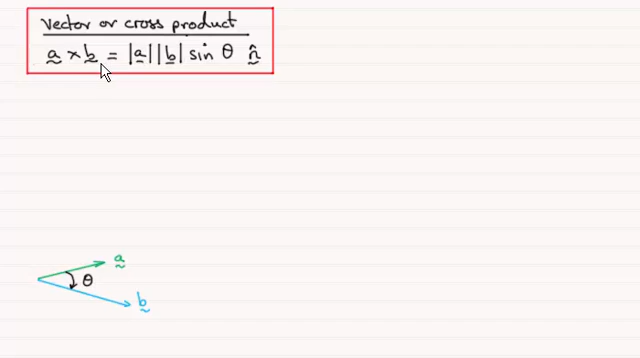 Vector or cross product
a × b = |a||b| sin θ n̂
a
θ
b